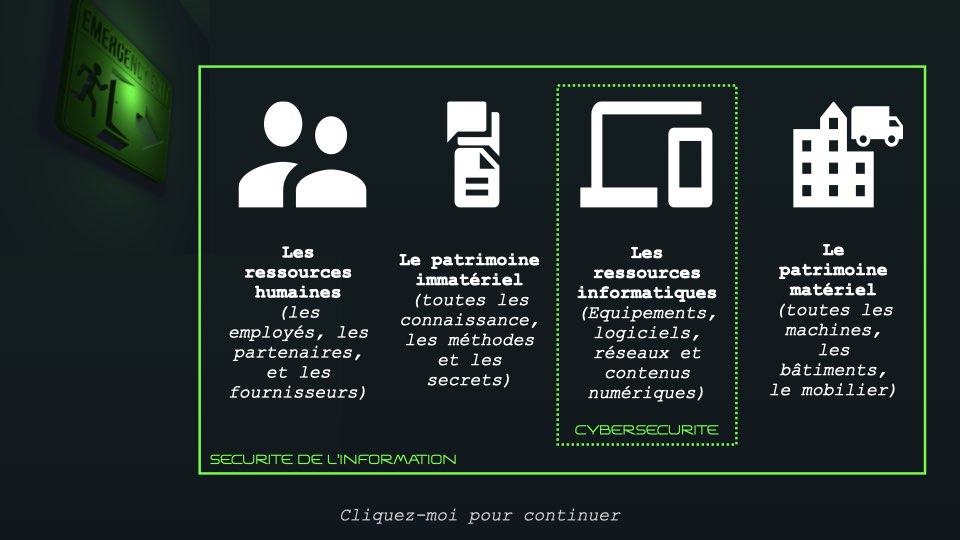 EMERGENCY EXIT
Les
ressources
humaines
(les
employés, les
partenaires,
et les
fournisseurs)
Le patrimoine
immatériel
(toutes les
connaissance,
les méthodes
et les
secrets)
Les
ressources
informatiques
(Equipements,
logiciels,
réseaux et
contenus
numériques)
CYBERSECURITE
Le
patrimoine
matériel
(toutes les
machines,
les
bâtiments,
le mobilier)
SECURITE DE L'INFORMATION
Cliquez-moi pour continuer